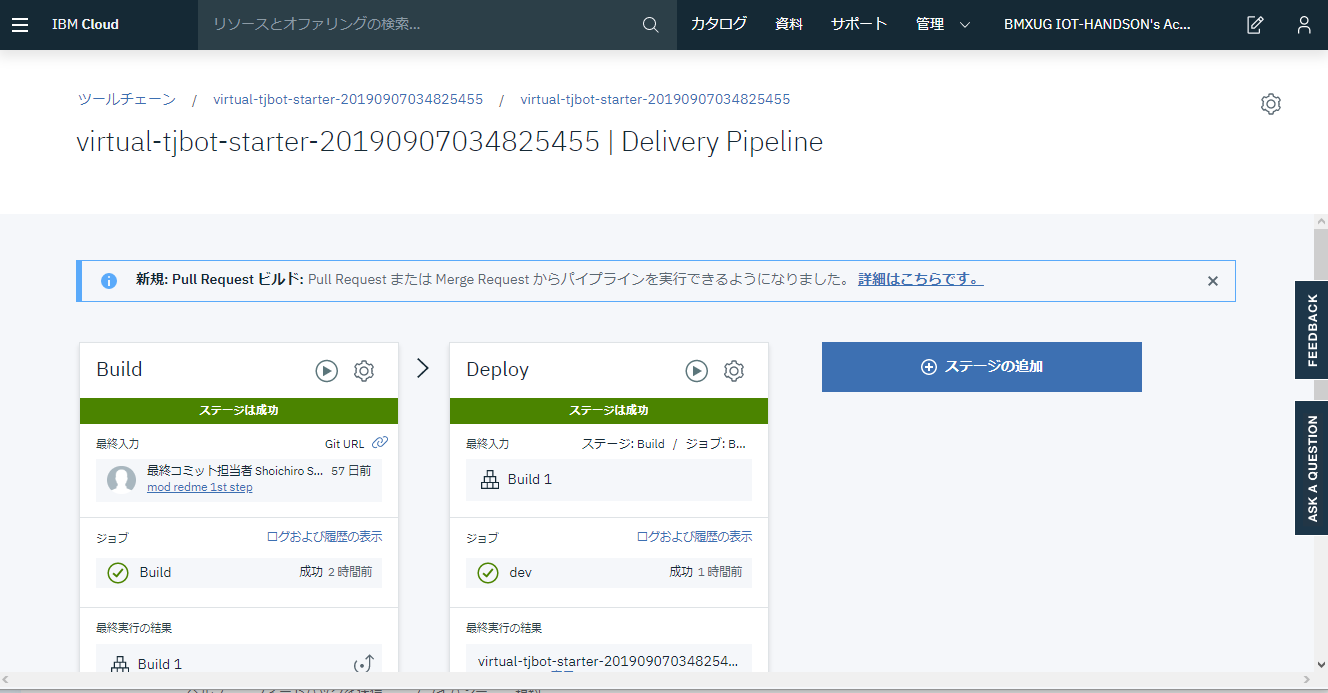 IBM Cloud リソースとオファリングの検索... カタログ 資料 サポート 管理 BMXUG IOT-HANDSON's Ac...
ツールチェーン / virtual-tjbot-starter-20190907034825455 / virtual-tjbot-starter-20190907034825455
virtual-tjbot-starter-20190907034825455 | Delivery Pipeline
新規: Pull Request ビルド: Pull Request または Merge Request からパイプラインを実行できるようになりました。 詳細はこちらです。
FEEDBACK
ASK A QUESTION
Build
ステージは成功
最終入力 Git URL
最終コミット担当者 Shoichiro S... 57 日前
mod redme 1st step
ジョブ ログおよび履歴の表示
Build 成功 2 時間前
最終実行の結果
Build 1
Deploy
ステージは成功
最終入力 ステージ: Build / ジョブ: B...
Build 1
ジョブ ログおよび履歴の表示
dev 成功 1 時間前
最終実行の結果
virtual-tjbot-starter-201909070348254...
ステージの追加